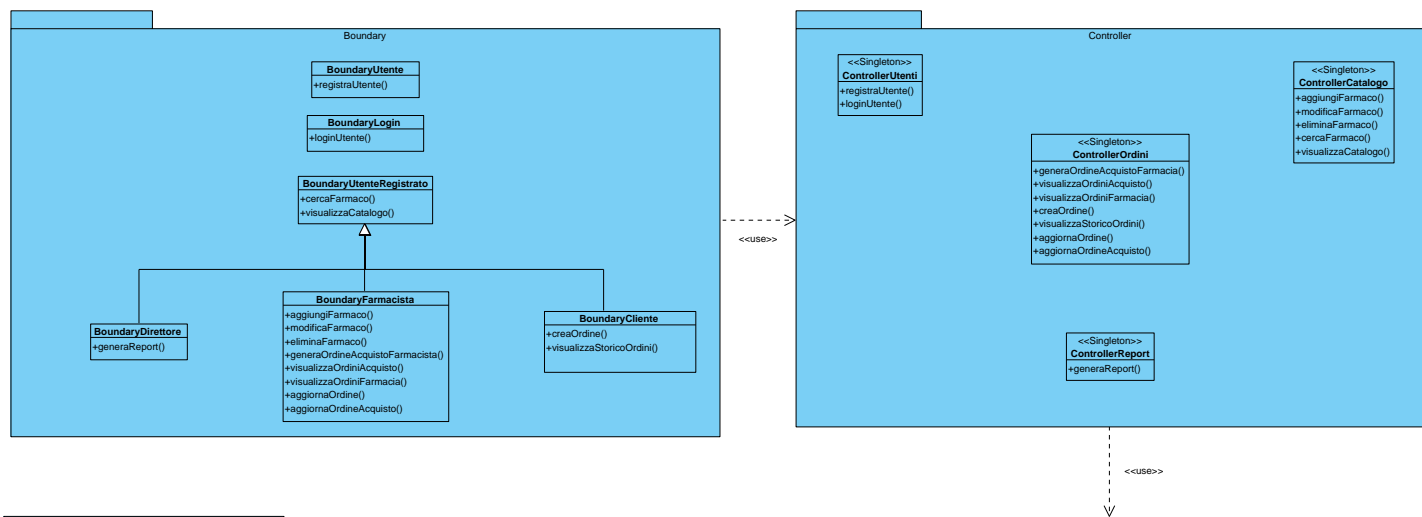 Boundary
BoundaryUtente
+registraUtente()
BoundaryLogin
+loginUtente()
BoundaryUtenteRegistrato
+cercaFarmaco()
+visualizzaCatalogo()
BoundaryDirettore
+generaReport()
BoundaryFarmacista
+aggiungiFarmaco()
+modificaFarmaco()
+eliminaFarmaco()
+generaOrdineAcquistoFarmacista()
+visualizzaOrdiniAcquisto()
+visualizzaOrdiniFarmacia()
+aggiornaOrdine()
+aggiornaOrdineAcquisto()
BoundaryCliente
+creaOrdine()
+visualizzaStoricoOrdini()
<<use>>
Controller
<<Singleton>>
ControllerUtenti
+registraUtente()
+loginUtente()
<<Singleton>>
ControllerCatalogo
+aggiungiFarmaco()
+modificaFarmaco()
+eliminaFarmaco()
+cercaFarmaco()
+visualizzaCatalogo()
<<Singleton>>
ControllerOrdini
+generaOrdineAcquistoFarmacia()
+visualizzaOrdiniAcquisto()
+visualizzaOrdiniFarmacia()
+creaOrdine()
+visualizzaStoricoOrdini()
+aggiornaOrdine()
+aggiornaOrdineAcquisto()
<<Singleton>>
ControllerReport
+generaReport()
<<use>>